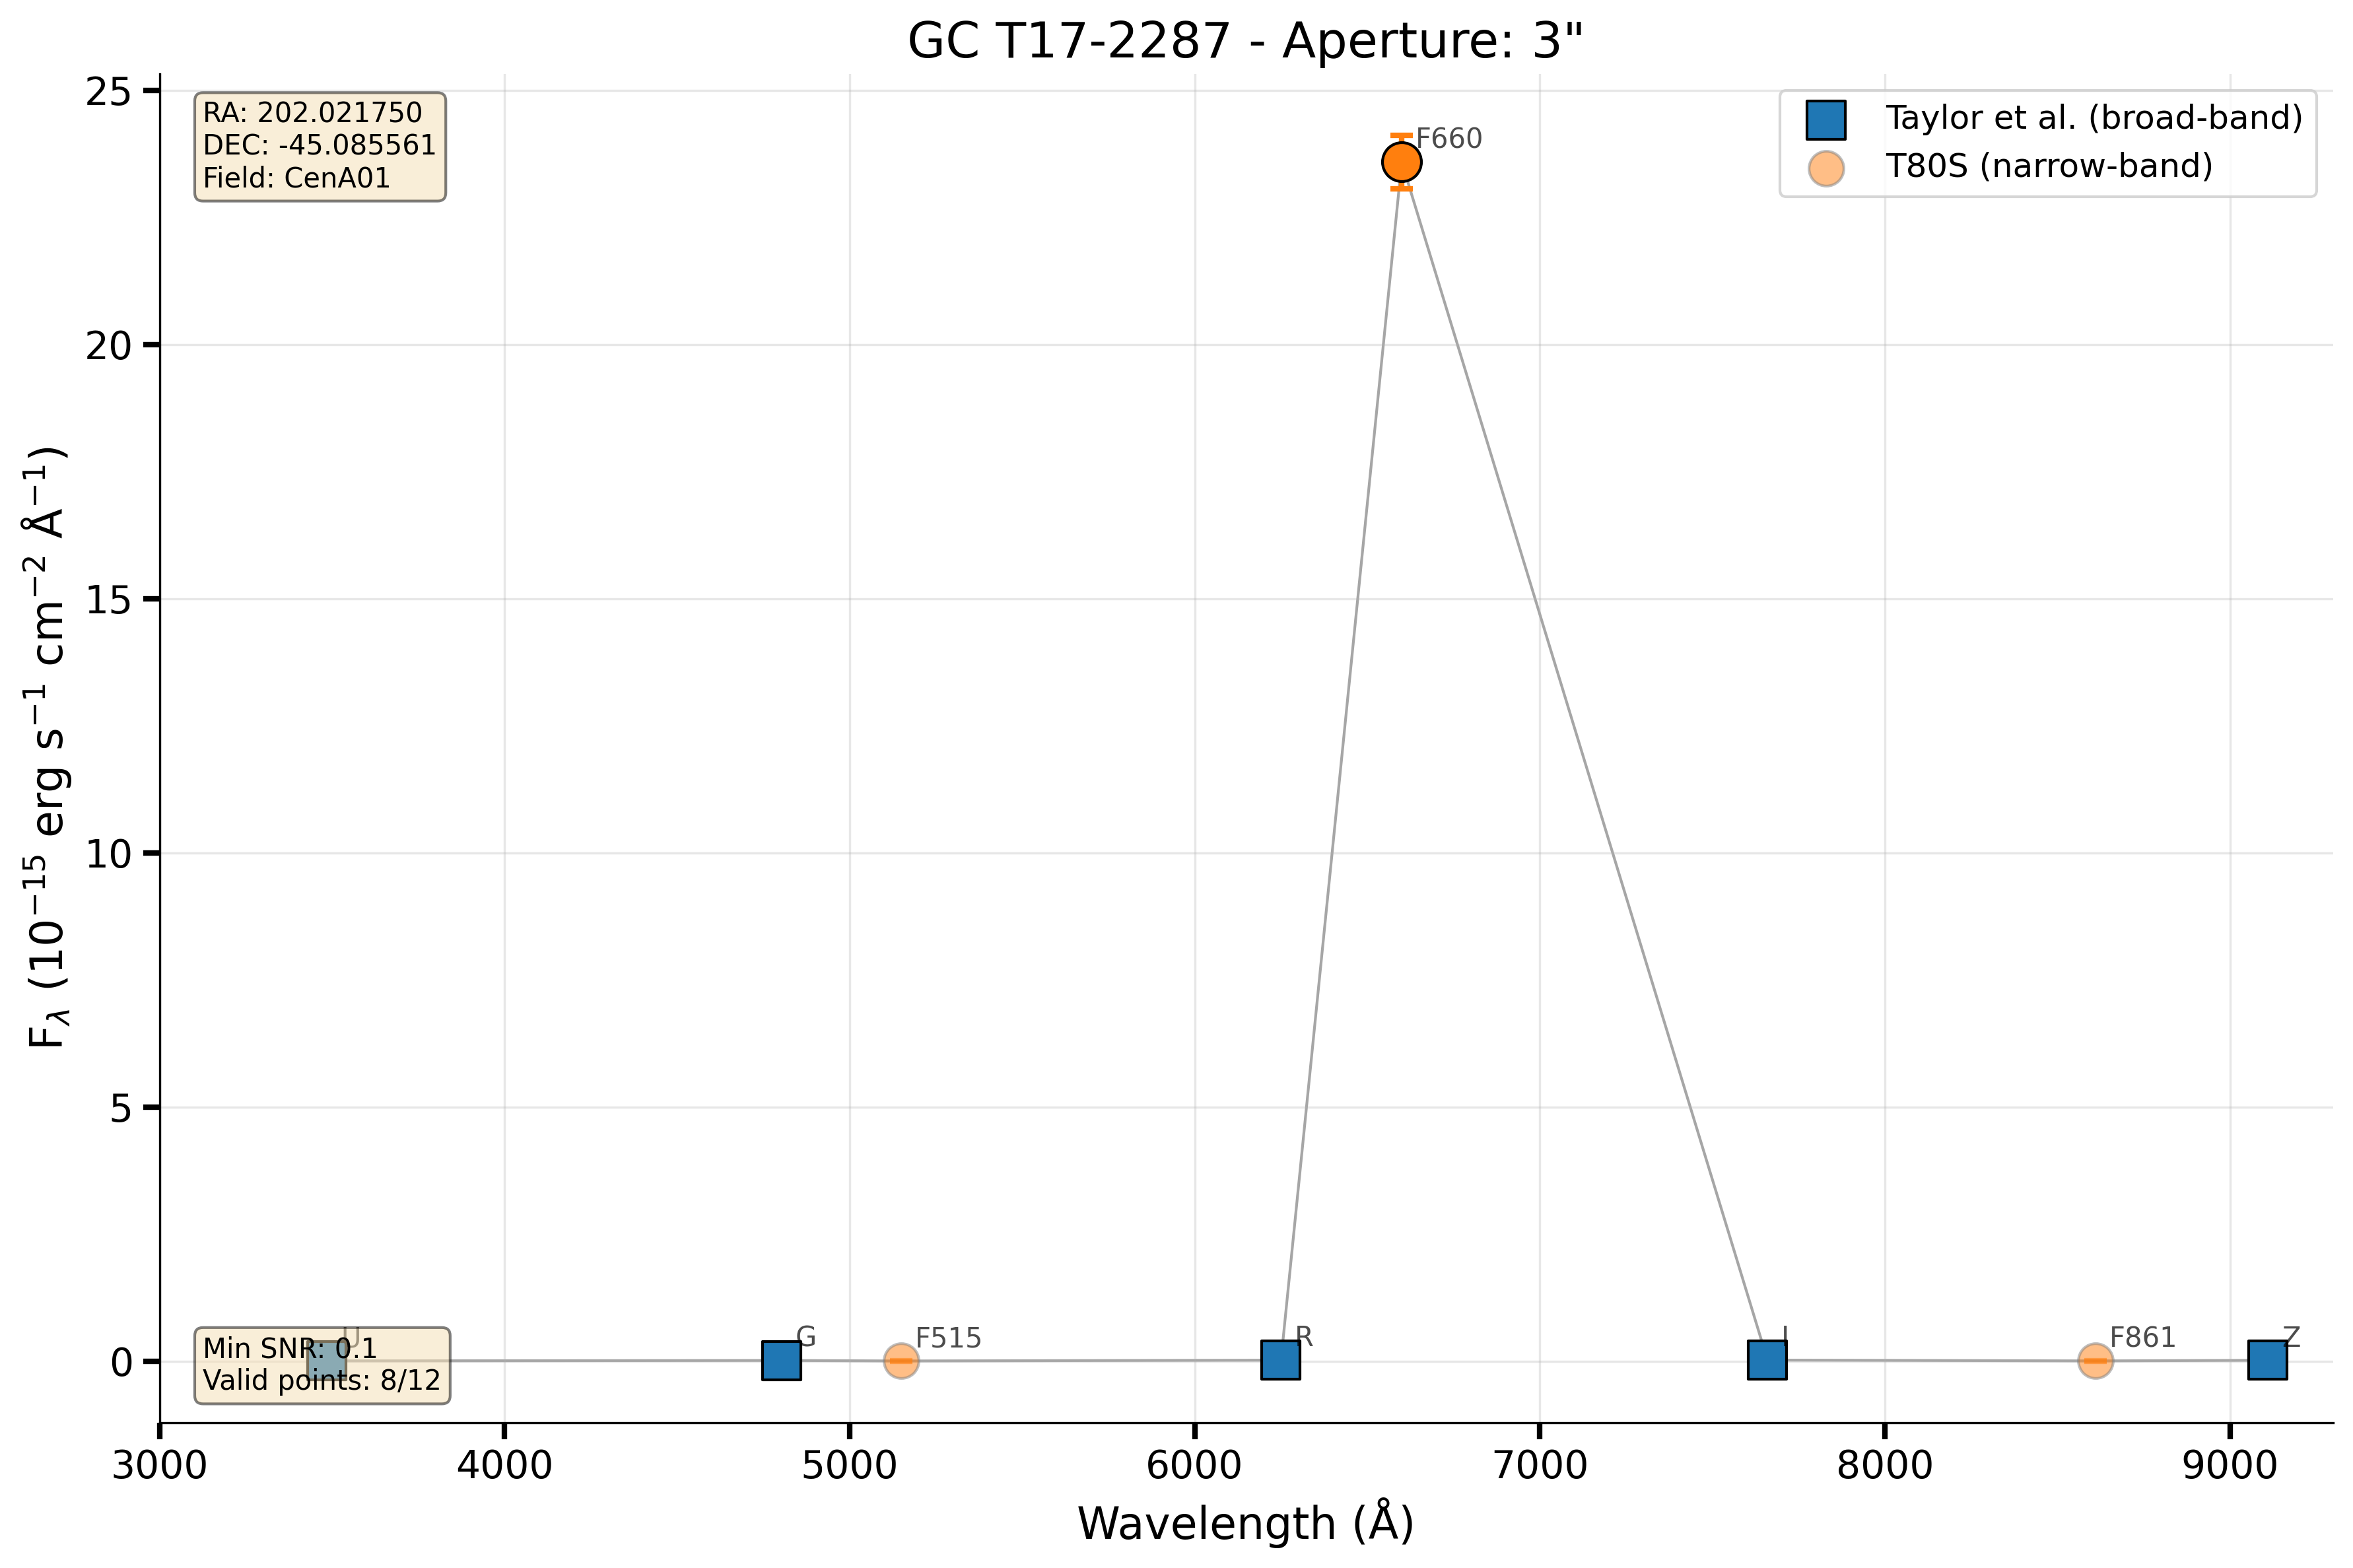 GC T17-2287 - Aperture: 3"
RA: 202.021750
DEC: -45.085561
Field: CenA01
Taylor et al. (broad-band)
T80S (narrow-band)
F660
25
20
15
10
5
0
F_λ (10⁻¹⁵ erg s⁻¹ cm⁻² Å⁻¹)
U
G
F515
R
I
F861
Z
Min SNR: 0.1
Valid points: 8/12
3000
4000
5000
6000
7000
8000
9000
Wavelength (Å)